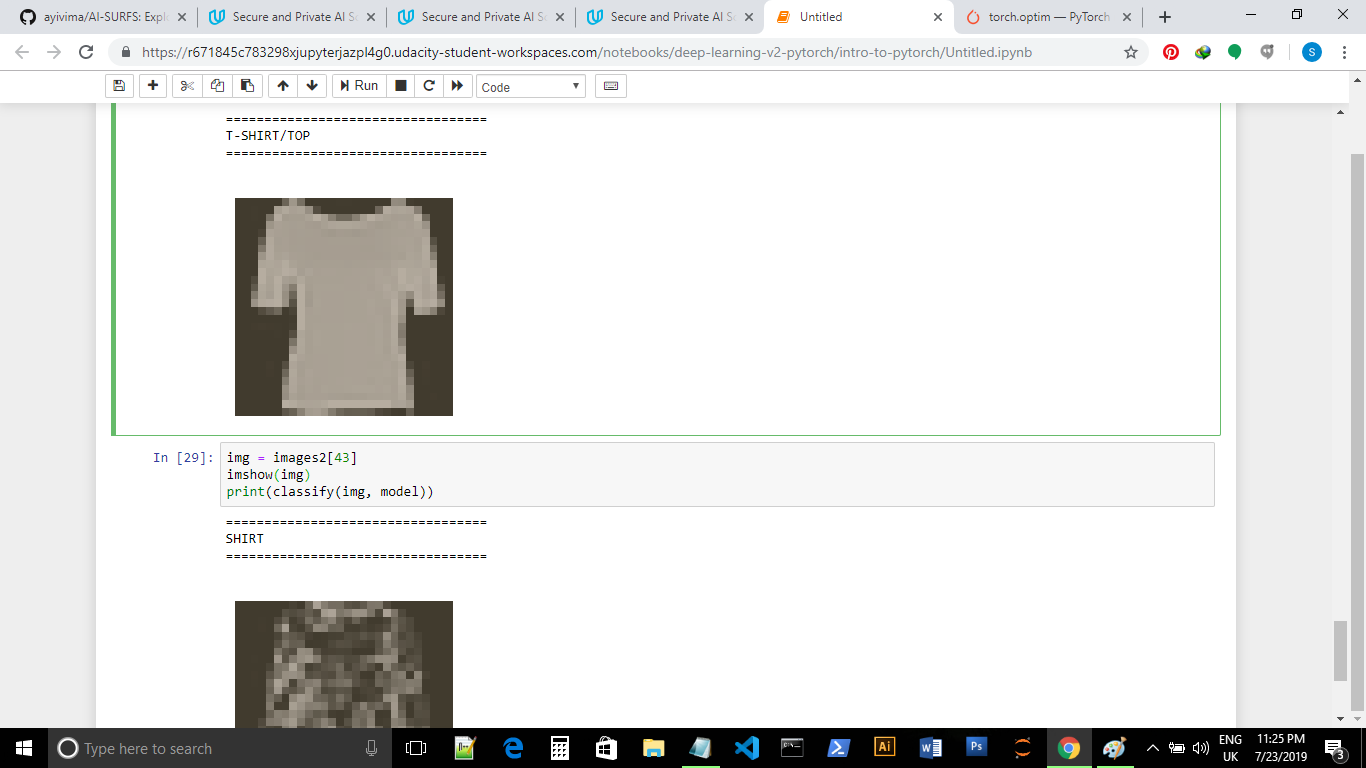 ayivima/AI-SURFS: Expl
Secure and Private AI S
Secure and Private AI S
Secure and Private AI S
Untitled
torch.optim — PyTorch
https://r671845c783298xjupyterjazpl4g0.udacity-student-workspaces.com/notebooks/deep-learning-v2-pytorch/intro-to-pytorch/Untitled.ipynb
S
Run
Code
==================================
T-SHIRT/TOP
==================================
In [29]:
img = images2[43]
imshow(img)
print(classify(img, model))
==================================
SHIRT
==================================
Type here to search
Ai
Ps
ENG
UK
11:25 PM
7/23/2019
3